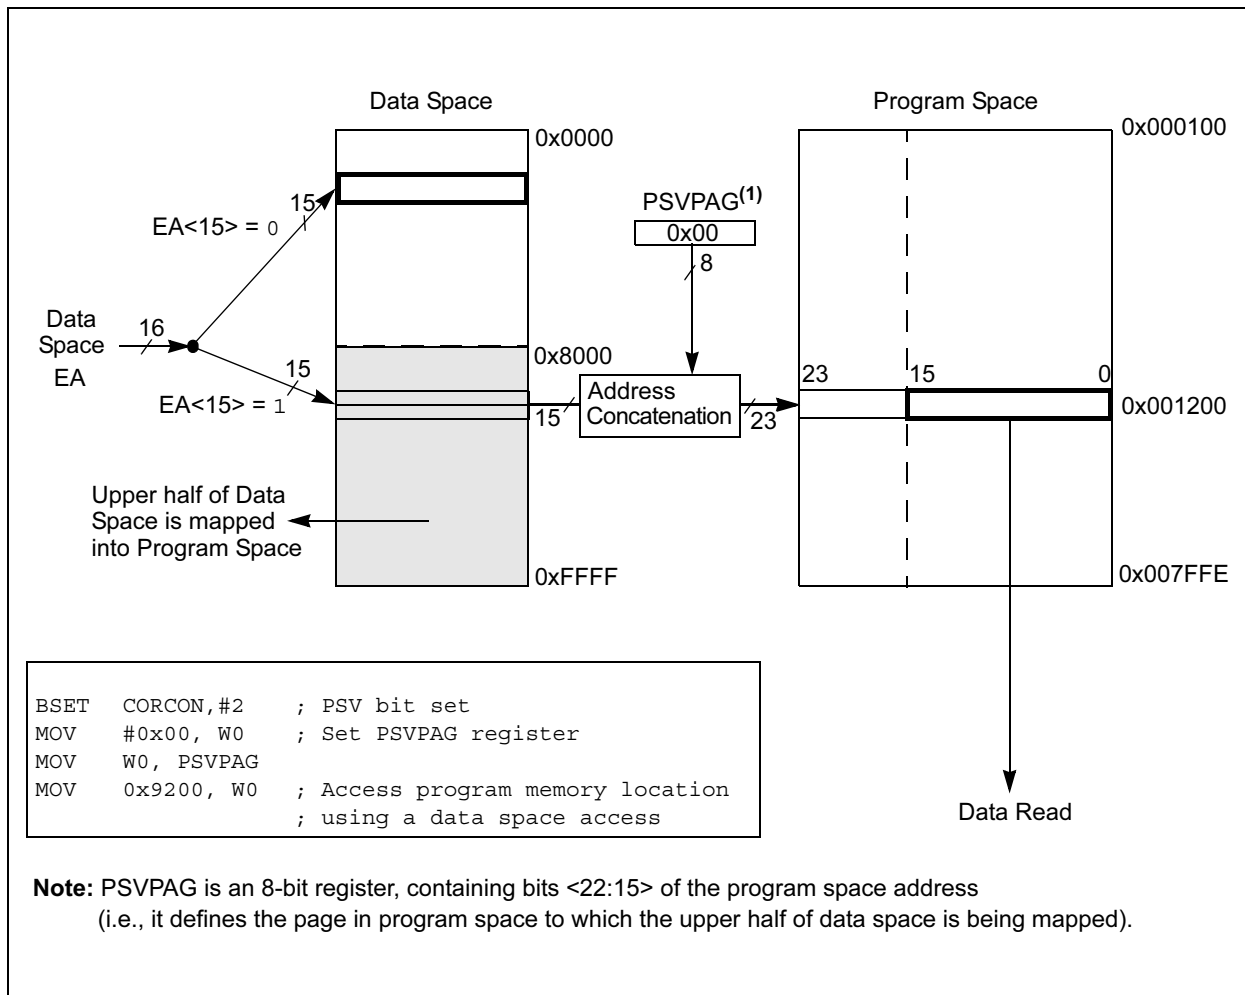 Data Space
Program Space
0x0000
0x000100
15
EA<15> = 0
PSVPAG(1)
0x00
8
Data
Space
EA
16
0x8000
15
EA<15> = 1
15
Address
Concatenation
23
23
15
0
0x001200
Upper half of Data
Space is mapped
into Program Space
0xFFFF
0x007FFE
BSET CORCON,#2 ; PSV bit set
MOV #0x00, W0 ; Set PSVPAG register
MOV W0, PSVPAG
MOV 0x9200, W0 ; Access program memory location
; using a data space access
Data Read
Note: PSVPAG is an 8-bit register, containing bits <22:15> of the program space address
(i.e., it defines the page in program space to which the upper half of data space is being mapped).